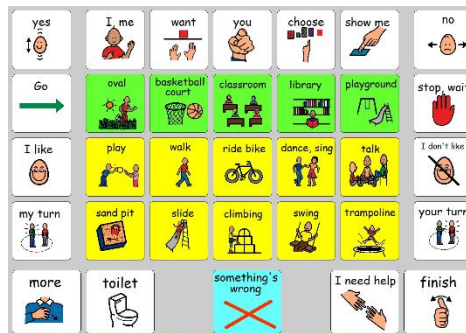 yes
I, me
want
you
choose
show me
no
Go
oval
basketball
court
classroom
library
playground
stop, wait
I like
play
walk
ride bike
dance, sing
talk
I don't like
my turn
sand pit
slide
climbing
swing
trampoline
your turn
more
toilet
something's
wrong
I need help
finish